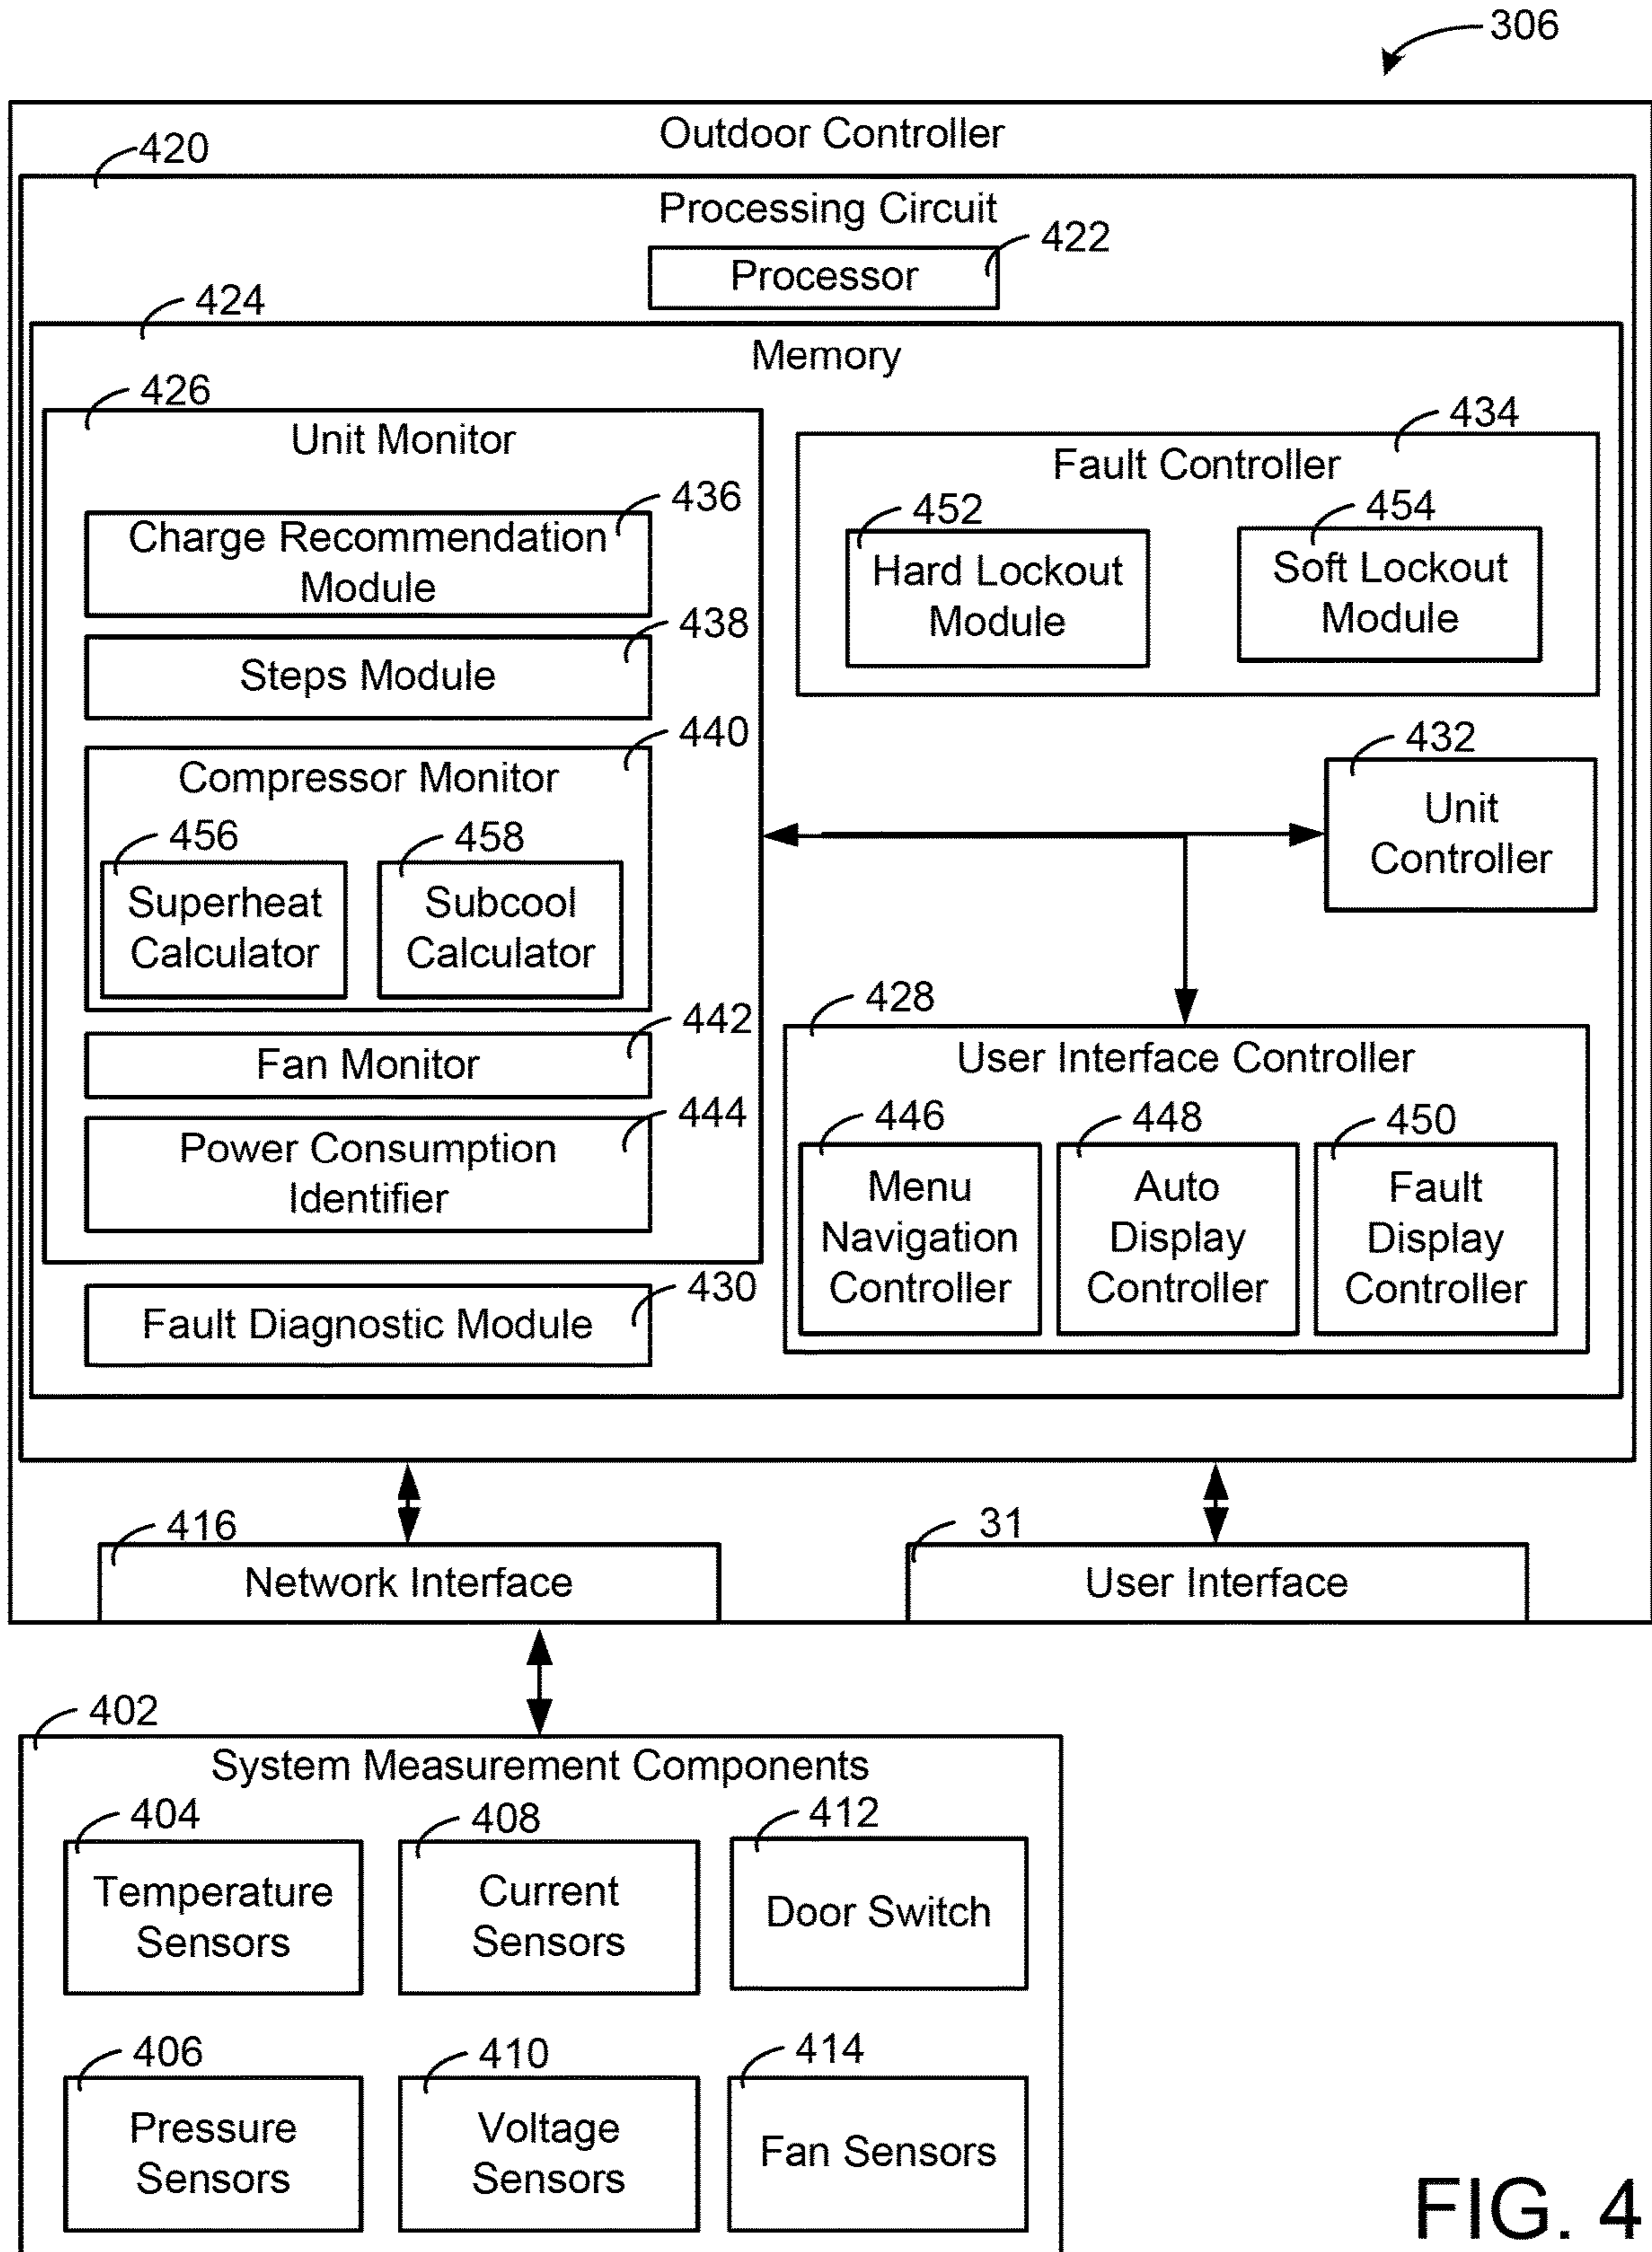 306
Outdoor Controller
420
Processing Circuit
422
Processor
424
Memory
426
Unit Monitor
436
Charge Recommendation
Module
438
Steps Module
440
Compressor Monitor
456
Superheat
Calculator
458
Subcool
Calculator
442
Fan Monitor
444
Power Consumption
Identifier
430
Fault Diagnostic Module
434
Fault Controller
452
Hard Lockout
Module
454
Soft Lockout
Module
432
Unit
Controller
428
User Interface Controller
446
Menu
Navigation
Controller
448
Auto
Display
Controller
450
Fault
Display
Controller
416
Network Interface
31
User Interface
402
System Measurement Components
404
Temperature
Sensors
408
Current
Sensors
412
Door Switch
406
Pressure
Sensors
410
Voltage
Sensors
414
Fan Sensors
FIG. 4